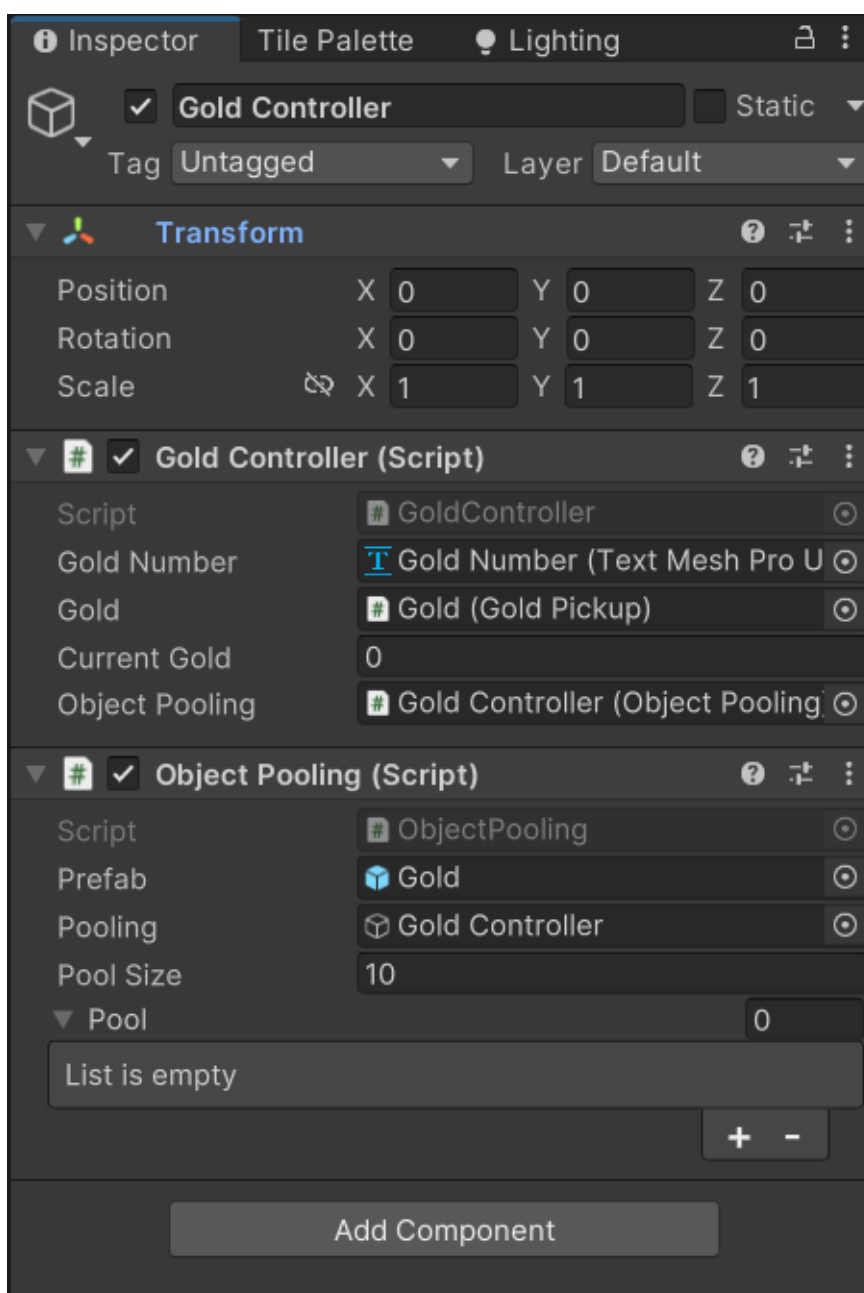 Inspector Tile Palette Lighting
Gold Controller Static
Tag Untagged Layer Default
Transform
Position X 0 Y 0 Z 0
Rotation X 0 Y 0 Z 0
Scale X 1 Y 1 Z 1
# Gold Controller (Script)
Script # GoldController
Gold Number T Gold Number (Text Mesh Pro U
Gold # Gold (Gold Pickup)
Current Gold 0
Object Pooling # Gold Controller (Object Pooling)
# Object Pooling (Script)
Script # ObjectPooling
Prefab Gold
Pooling Gold Controller
Pool Size 10
Pool 0
List is empty
+ -
Add Component